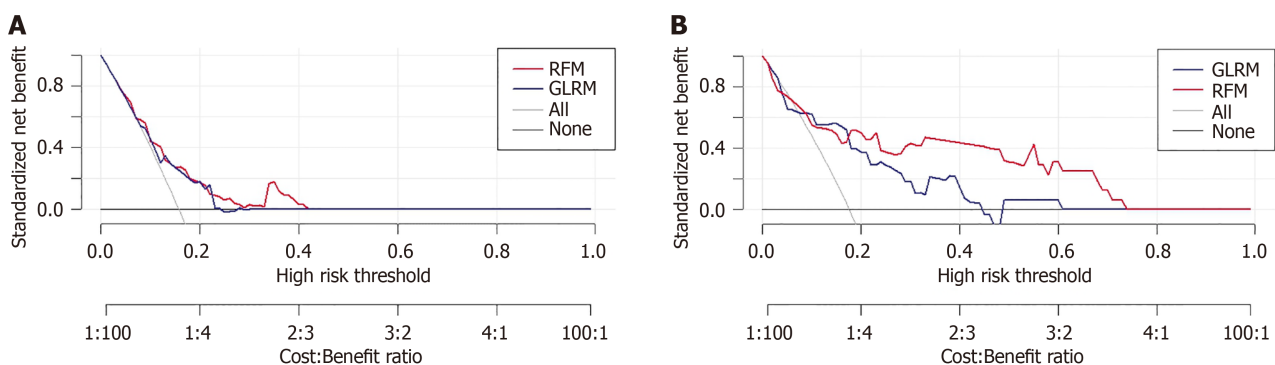 A
Standardized net benefit
0.8
0.4
0.0
RFM
GLRM
All
None
0.0 0.2 0.4 0.6 0.8 1.0
High risk threshold
1:100 1:4 2:3 3:2 4:1 100:1
Cost:Benefit ratio
B
Standardized net benefit
0.8
0.4
0.0
GLRM
RFM
All
None
0.0 0.2 0.4 0.6 0.8 1.0
High risk threshold
1:100 1:4 2:3 3:2 4:1 100:1
Cost:Benefit ratio